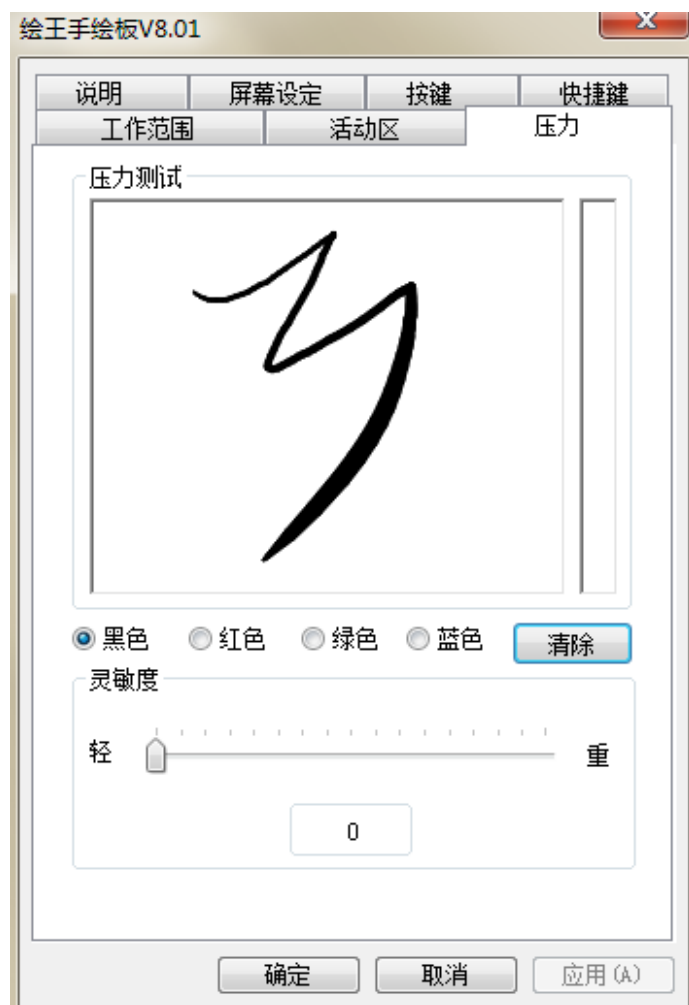 绘王手绘板V8.01
说明 屏幕设定 按键 快捷鍵
工作范围 活动区 压力
压力测试
黑色 红色 绿色 蓝色 清除
灵敏度
轻 重
0
确定 取消 应用(A)